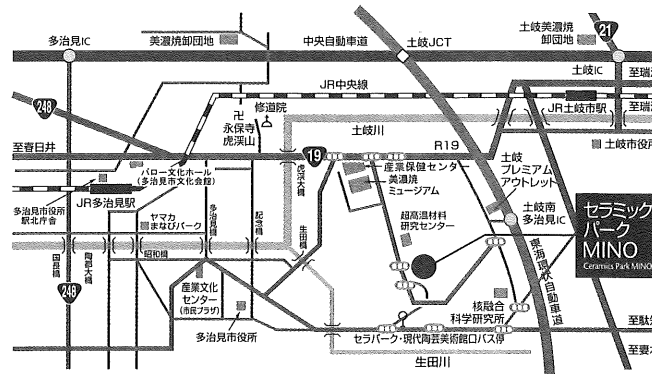 多治見IC
美濃焼卸団地
中央自動車道
土岐JCT
土岐美濃焼
卸団地
21
土岐IC
至瑞
JR中央線
248
修道院
卍
永保寺
虎渓山
土岐川
JR土岐市駅
至瑞
土岐市役所
至春日井
19
R19
バロー文化ホール
(多治見市文化会館)
虎渓大橋
産業保健センター
美濃焼
ミュージアム
土岐
プレミアム
アウトレット
多治見市役所
駅北庁舎
JR多治見駅
ヤマカ
まなびパーク
多治見橋
記念橋
生田橋
超高温材料
研究センター
土岐南
多治見IC
セラミック
パーク
MINO
Ceramics Park MINO
国長橋
陶都大橋
昭和橋
248
産業文化
センター
(市民プラザ)
多治見市役所
核融合
科学研究所
東海環状自動車道
セラパーク・現代陶芸美術館口バス停
生田川
至駄知
至妻木